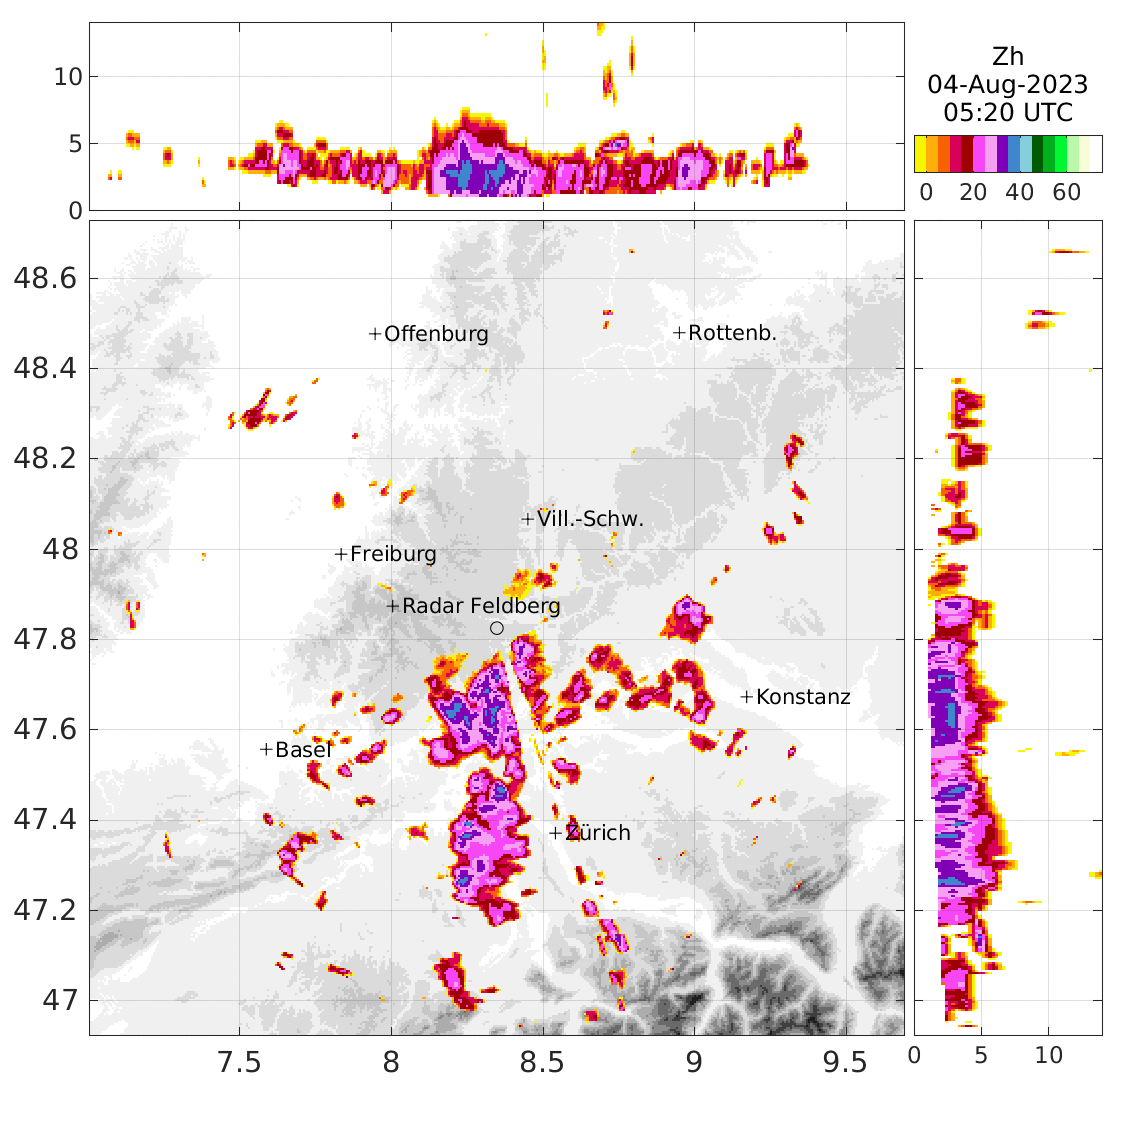 Zh
04-Aug-2023
05:20 UTC
0 20 40 60
10
5
0
48.6
48.4
48.2
48
47.8
47.6
47.4
47.2
47
+Offenburg
+Rottenb.
+Vill.-Schw.
+Freiburg
+Radar Feldberg
+Konstanz
+Basel
+Zürich
7.5 8 8.5 9 9.5
0 5 10